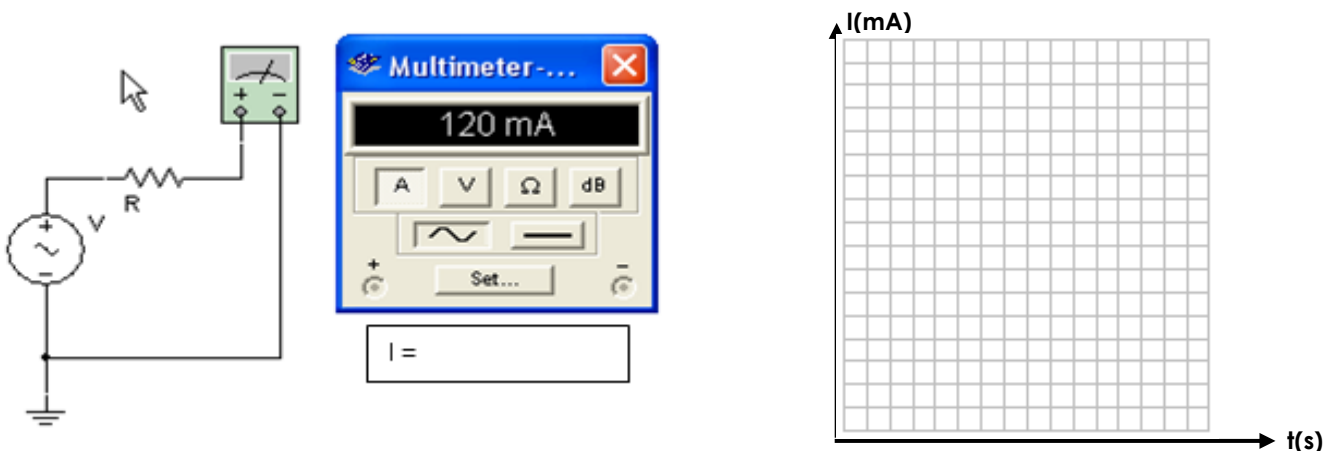 I(mA)
Multimeter-...
120 mA
+ −
A V Ω dB
R
V
+
−
+ −
Set...
I =
t(s)